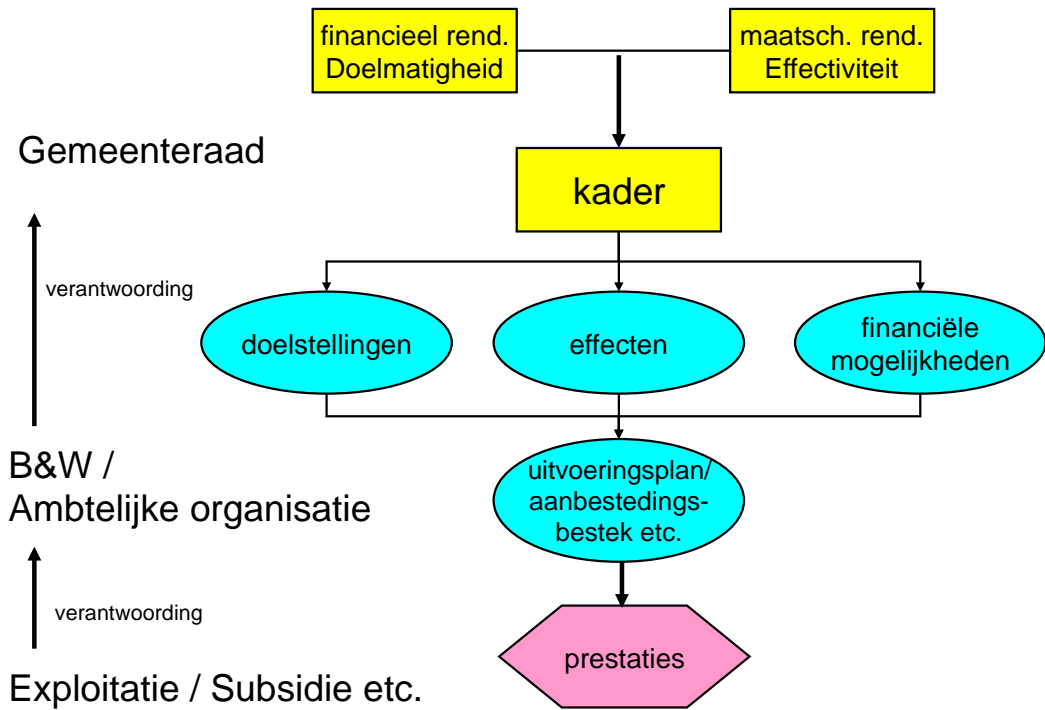 financieel rend.
Doelmatigheid
maatsch. rend.
Effectiviteit
Gemeenteraad
kader
verantwoording
doelstellingen
effecten
financiële
mogelijkheden
B&W /
Ambtelijke organisatie
uitvoeringsplan/
aanbestedings-
bestek etc.
verantwoording
prestaties
Exploitatie / Subsidie etc.